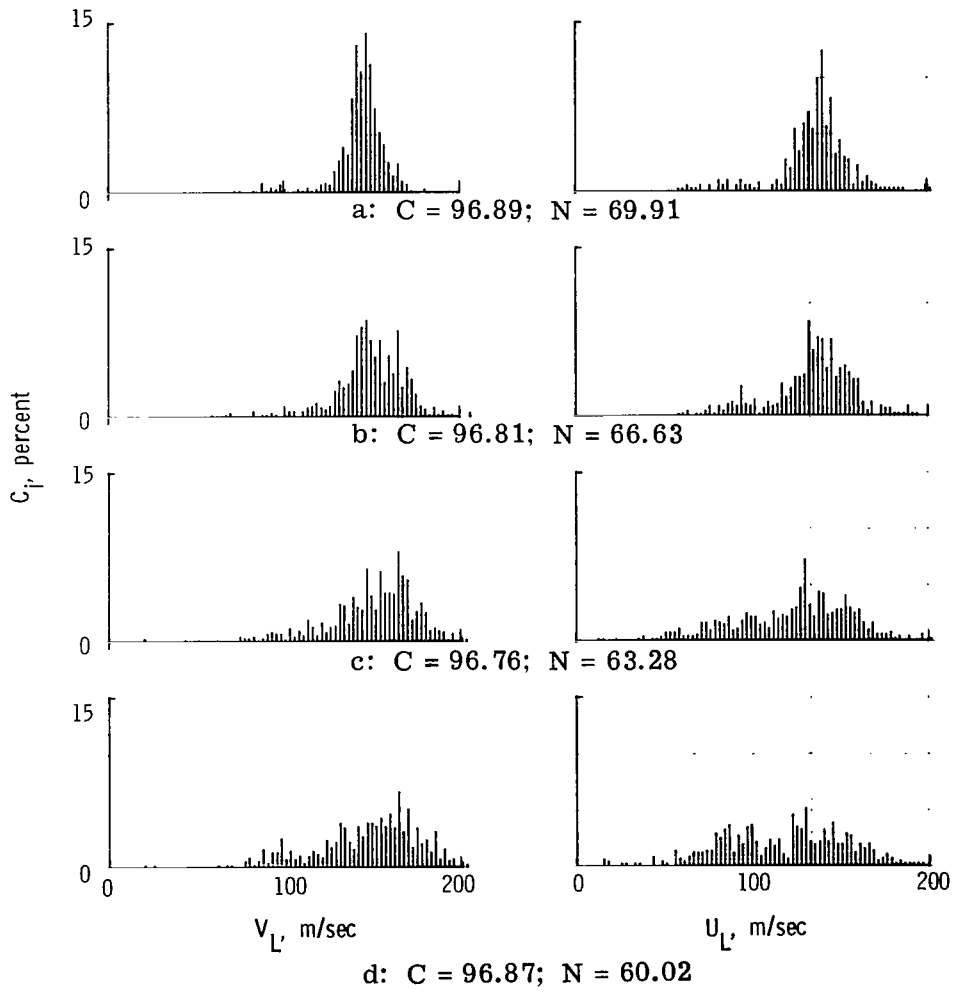 15
0
a: C = 96.89; N = 69.91
15
0
b: C = 96.81; N = 66.63
C_i, percent
15
0
c: C = 96.76; N = 63.28
15
0
0 100 200 0 100 200
V_L, m/sec U_L, m/sec
d: C = 96.87; N = 60.02